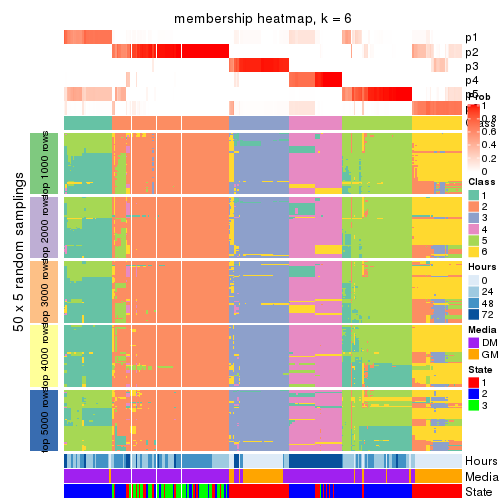 membership heatmap, k = 6
p1
p2
p3
p4
Prob
1
0.8
0.6
0.4
0.2
0
50 x 5 random samplings
top 1000 rows
top 2000 rows
top 3000 rows
top 4000 rows
top 5000 rows
Class
1
2
3
4
5
6
Hours
0
24
48
72
Media
DM
GM
State
1
2
3
Hours
Media
State